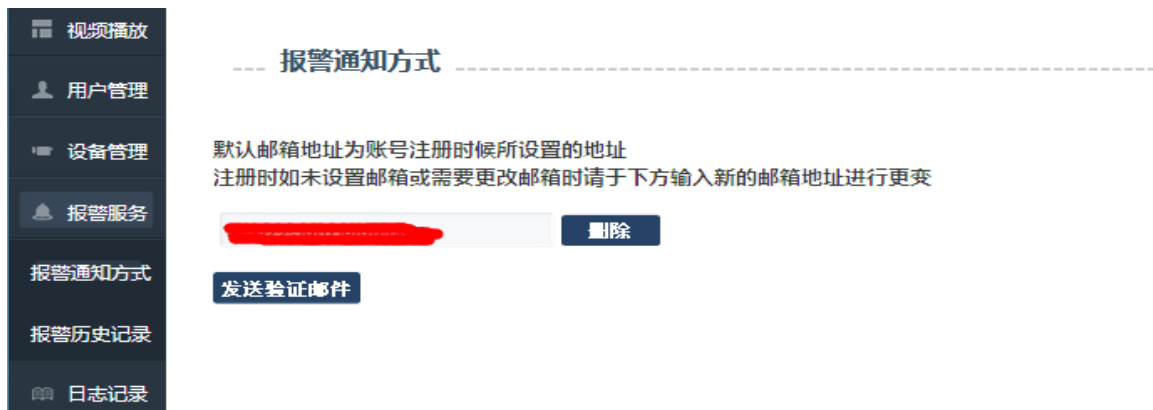 视频播放
用户管理
设备管理
报警服务
报警通知方式
报警历史记录
日志记录
报警通知方式
默认邮箱地址为账号注册时候所设置的地址
注册时如未设置邮箱或需要更改邮箱时请于下方输入新的邮箱地址进行更变
删除
发送验证邮件